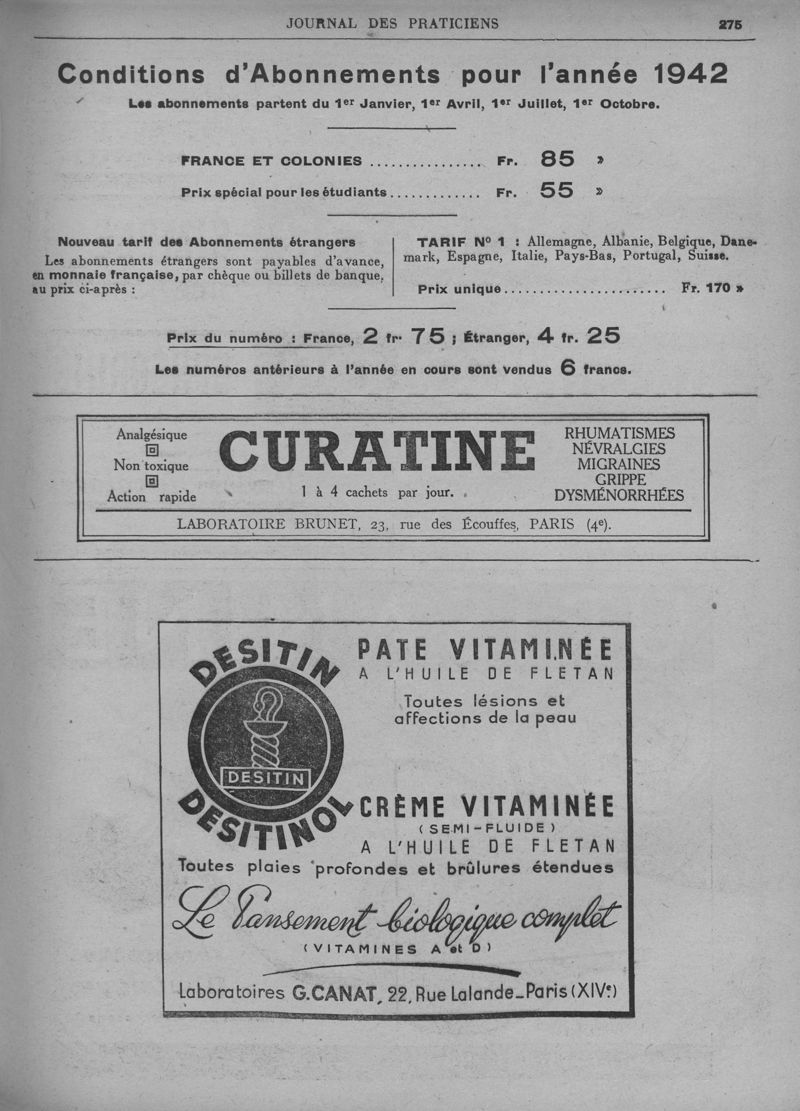 JOURNAL DES PRATICIENS 275
Conditions d'Abonnements pour l'année 1942
Les abonnements partent du 1er Janvier, 1er Avril, 1er Juillet, 1er Octobre.
FRANCE ET COLONIES ................ Fr. 85 »
Prix spécial pour les étudiants ............. Fr. 55 »
Nouveau tarif des Abonnements étrangers
Les abonnements étrangers sont payables d'avance,
en monnaie française, par chèque ou billets de banque,
au prix ci-après :
TARIF N° 1 : Allemagne, Albanie, Belgique, Dane-
mark, Espagne, Italie, Pays-Bas, Portugal, Suisse.
Prix unique....................... Fr. 170 »
Prix du numéro : France, 2 fr. 75 ; Étranger, 4 fr. 25
Les numéros antérieurs à l'année en cours sont vendus 6 francs.
Analgésique
Non toxique
Action rapide
CURATINE
1 à 4 cachets par jour.
RHUMATISMES
NÉVRALGIES
MIGRAINES
GRIPPE
DYSMÉNORRHÉES
LABORATOIRE BRUNET, 23, rue des Écouffes, PARIS (4e).
DESITIN
DESITIN
DESITINOL
PATE VITAMINÉE
A L'HUILE DE FLETAN
Toutes lésions et
affections de la peau
CRÈME VITAMINÉE
(SEMI-FLUIDE)
A L'HUILE DE FLETAN
Toutes plaies profondes et brûlures étendues
Le Pansement biologique complet
(VITAMINES A et D)
Laboratoires G. CANAT, 22, Rue Lalande_Paris (XIVe)